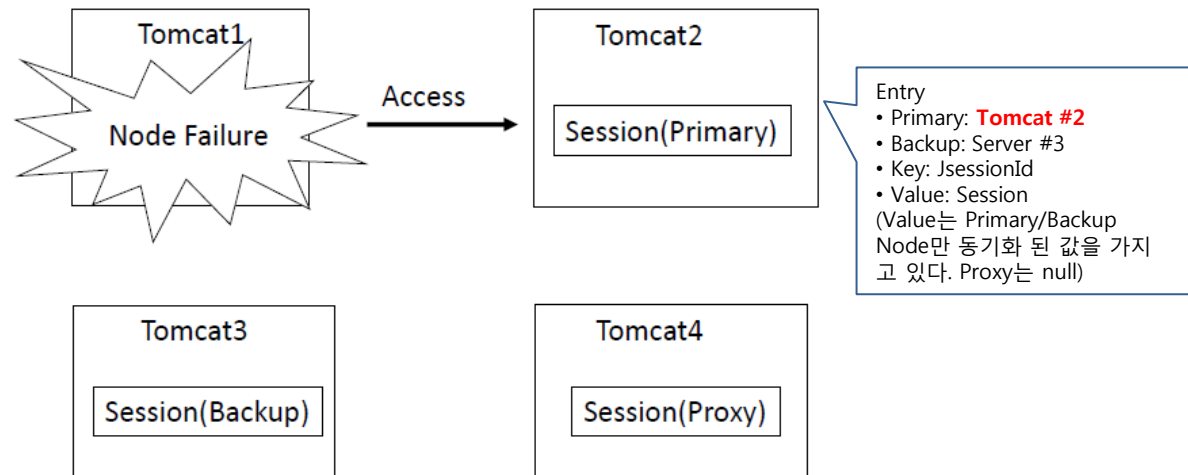 Tomcat1
Node Failure
Access
Tomcat2
Session(Primary)
Entry
• Primary: Tomcat #2
• Backup: Server #3
• Key: JsessionId
• Value: Session
(Value는 Primary/Backup
Node만 동기화 된 값을 가지
고 있다. Proxy는 null)
Tomcat3
Session(Backup)
Tomcat4
Session(Proxy)